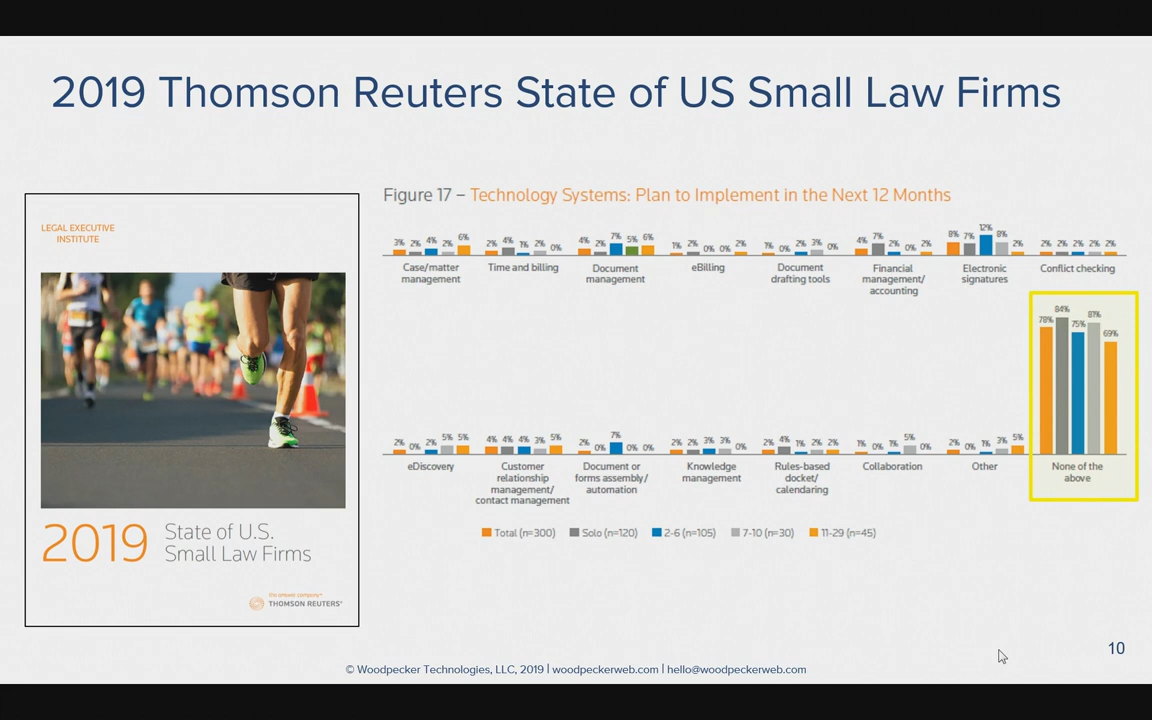 2019 Thomson Reuters State of US Small Law Firms
LEGAL EXECUTIVE
INSTITUTE
2019 State of U.S.
Small Law Firms
the answer company™
THOMSON REUTERS®
Figure 17 – Technology Systems: Plan to Implement in the Next 12 Months
3% 2% 4% 2% 6%
Case/matter
management
2% 4% 1% 2% 0%
Time and billing
4% 2% 7% 5% 6%
Document
management
1% 2% 0% 0% 2%
eBilling
1% 0% 2% 3% 0%
Document
drafting tools
4% 7% 2% 0% 2%
Financial
management/
accounting
8% 7% 12% 8% 2%
Electronic
signatures
2% 2% 2% 2% 2%
Conflict checking
2% 0% 2% 5% 5%
eDiscovery
4% 4% 4% 3% 5%
Customer
relationship
management/
contact management
2% 0% 7% 0% 0%
Document or
forms assembly/
automation
2% 2% 3% 3% 0%
Knowledge
management
2% 4% 1% 2% 2%
Rules-based
docket/
calendaring
1% 0% 1% 5% 0%
Collaboration
2% 0% 1% 3% 5%
Other
78% 84% 75% 81% 69%
None of the
above
Total (n=300) Solo (n=120) 2-6 (n=105) 7-10 (n=30) 11-29 (n=45)
10
© Woodpecker Technologies, LLC, 2019 | woodpeckerweb.com | hello@woodpeckerweb.com